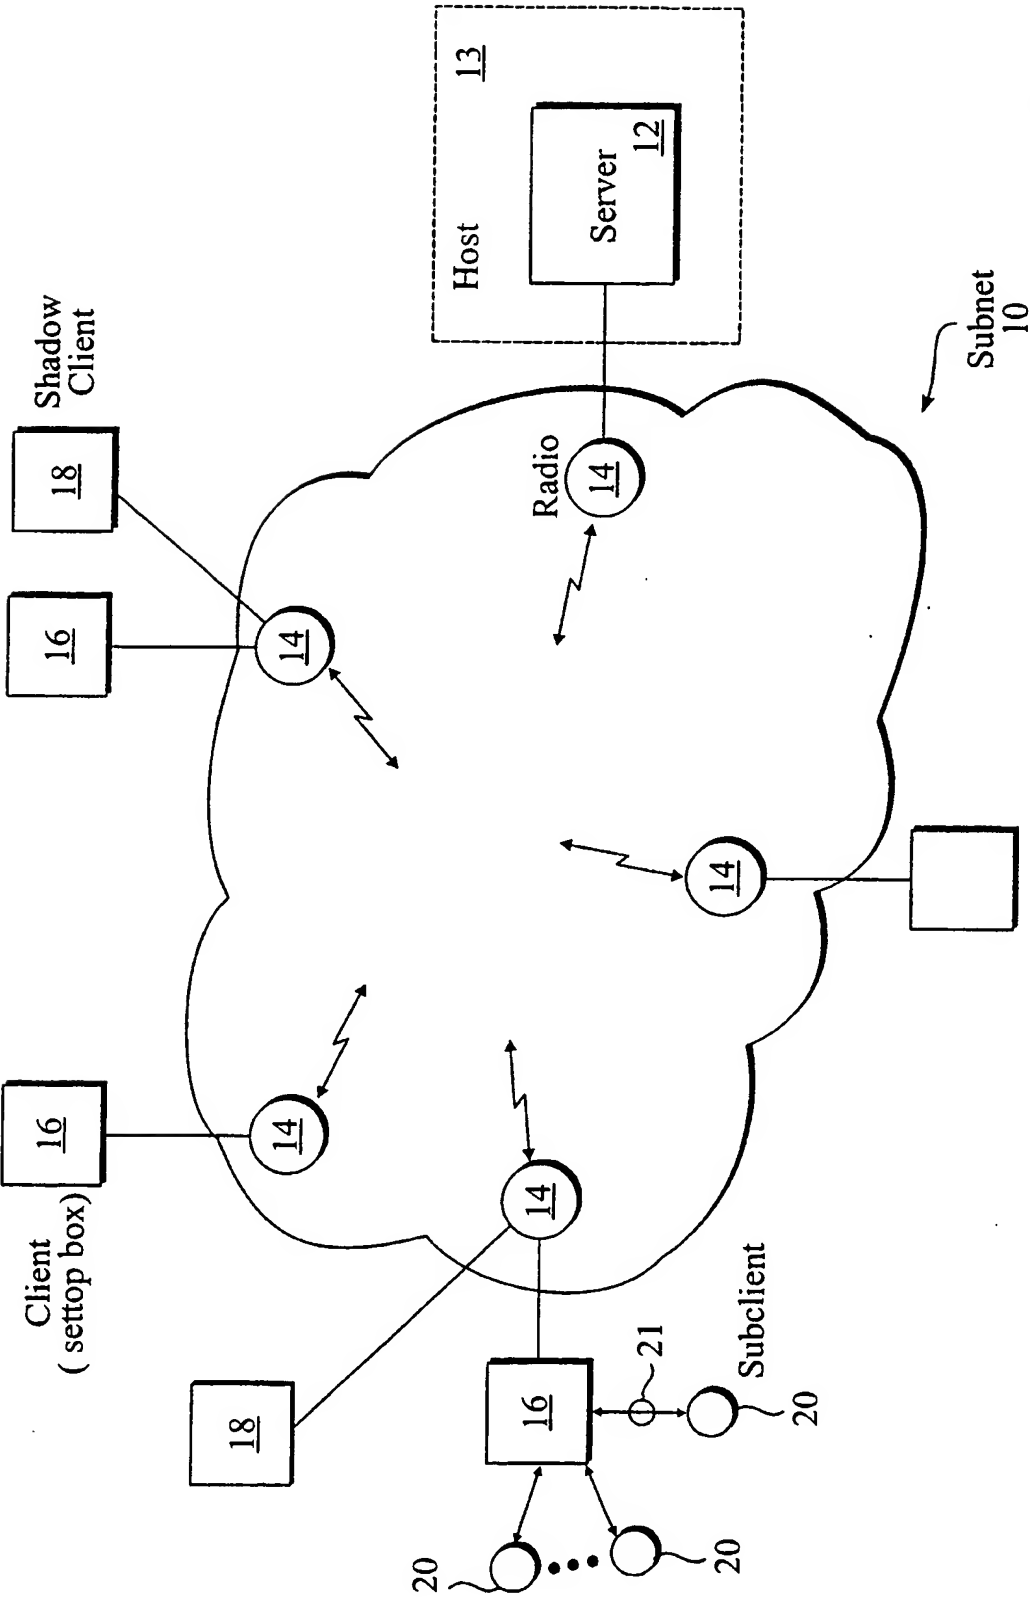 Shadow
Client
18
16
14
Host
13
Server
12
Radio
14
Subnet
10
Client
( settop box)
16
14
14
18
14
16
21
Subclient
20
20
20